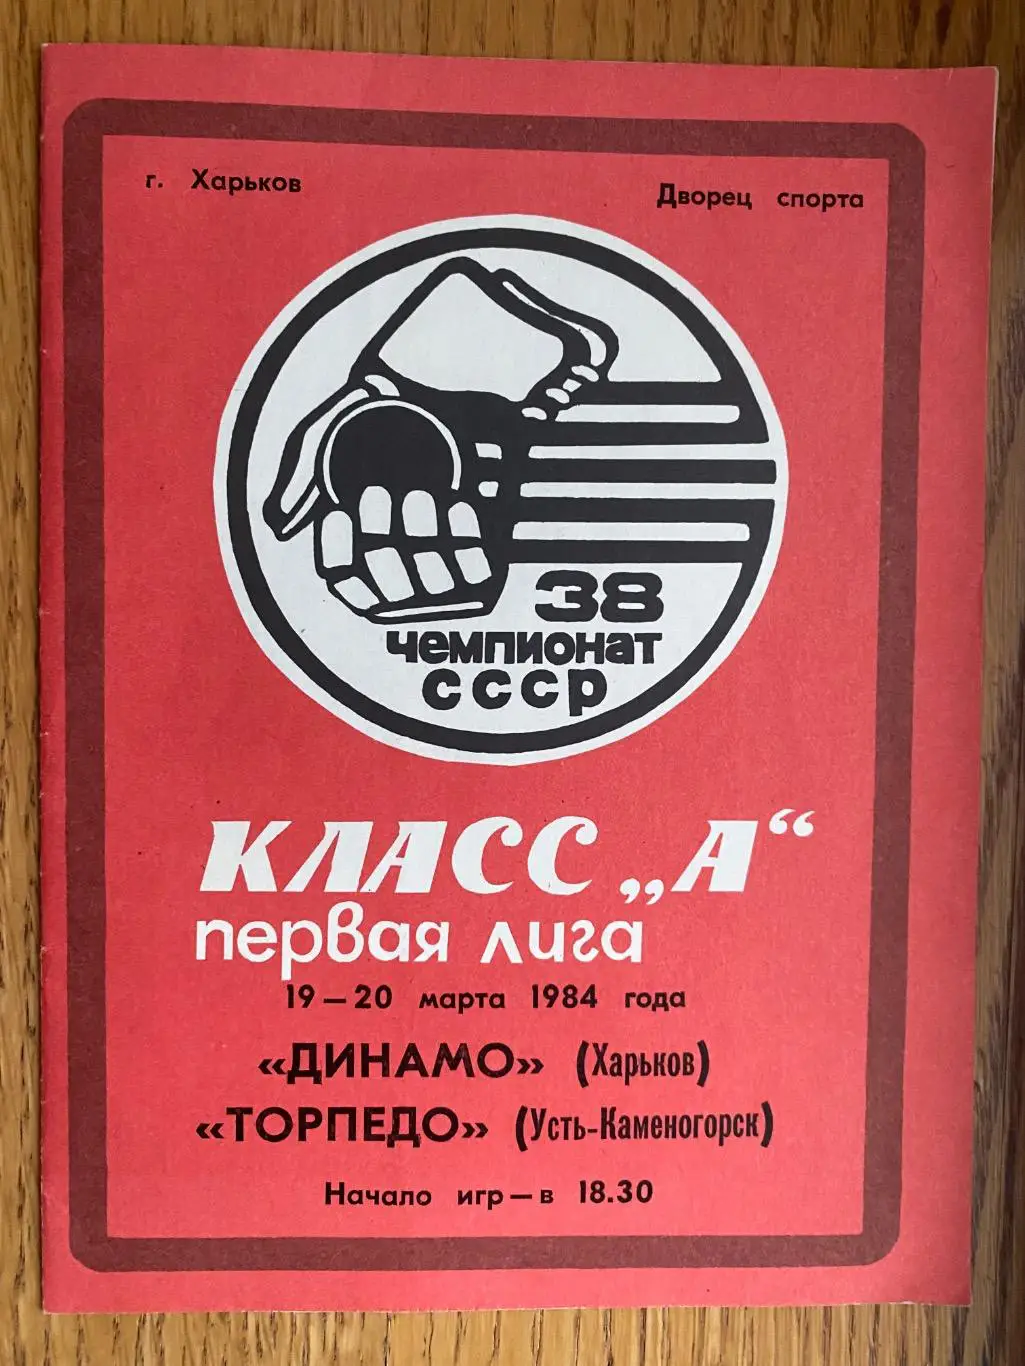 г. Харьков
Дворец спорта
38
чемпионат
СССР
КЛАСС „А“
первая лига
19 — 20 марта 1984 года
«ДИНАМО» (Харьков)
«ТОРПЕДО» (Усть-Каменогорск)
Начало игр — в 18.30